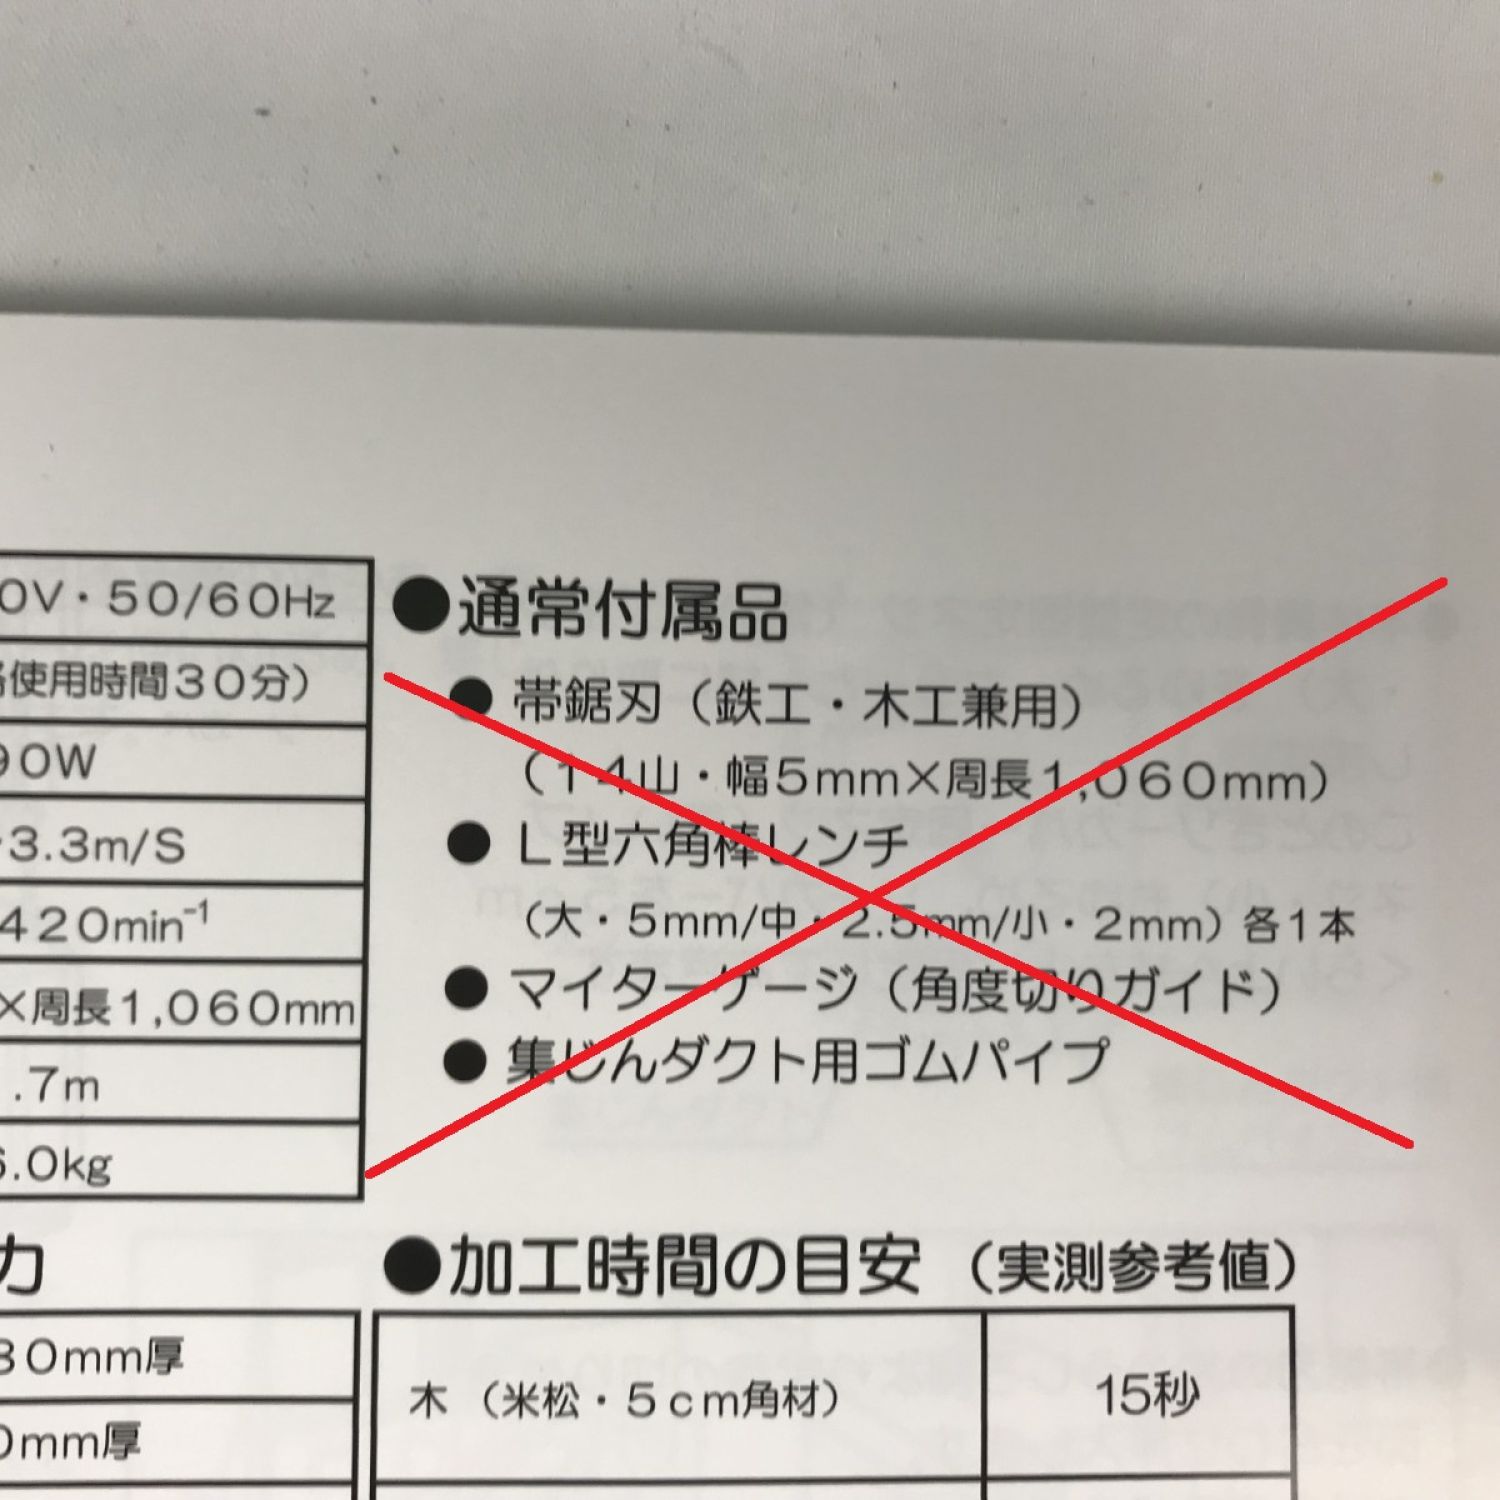 0V・50/60Hz
使用時間30分）
90W
3.3m/S
420min⁻¹
×周長1,060mm
.7m
6.0kg
力
80mm厚
0mm厚
●通常付属品
● 帯鋸刃（鉄工・木工兼用）
（14山・幅5mm×周長1,060mm）
● L型六角棒レンチ
（大・5mm/中・2.5mm/小・2mm）各1本
● マイターゲージ（角度切りガイド）
● 集じんダクト用ゴムパイプ
●加工時間の目安（実測参考値）
木（米松・5cm角材）
15秒